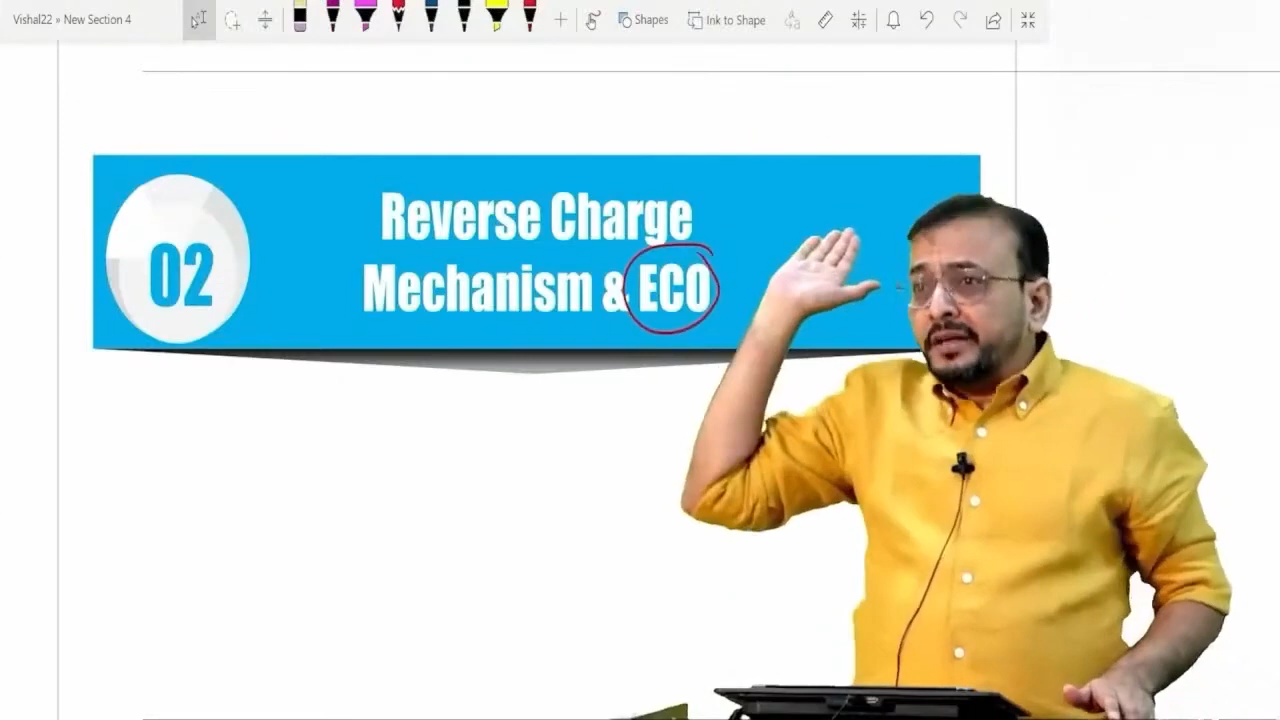 Vishal22 » New Section 4
Shapes
Ink to Shape
02
Reverse Charge
Mechanism & ECO